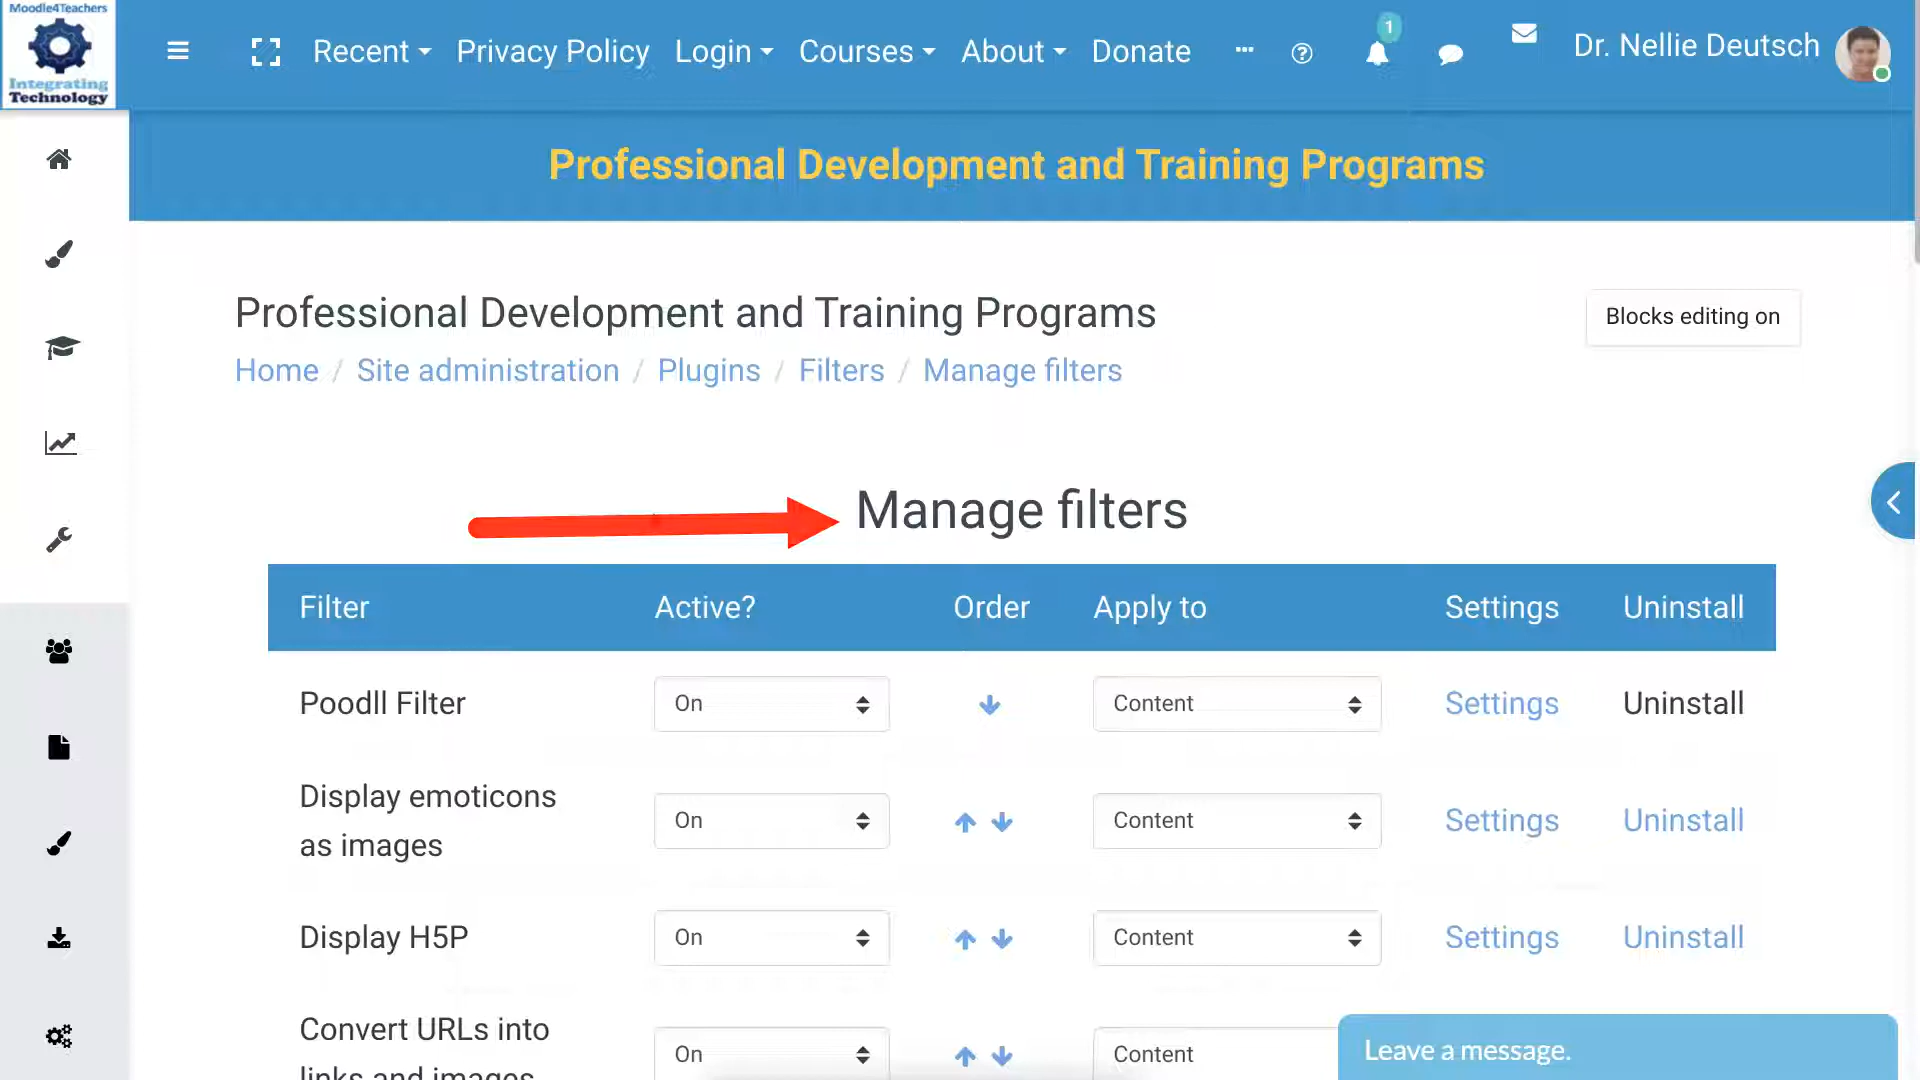 Moodle4Teachers
Integrating
Technology
Recent Privacy Policy Login Courses About Donate
1
Dr. Nellie Deutsch
Professional Development and Training Programs
Professional Development and Training Programs
Blocks editing on
Home / Site administration / Plugins / Filters / Manage filters
Manage filters
Filter Active? Order Apply to Settings Uninstall
Poodll Filter On Content Settings Uninstall
Display emoticons
as images
On Content Settings Uninstall
Display H5P On Content Settings Uninstall
Convert URLs into
links and images
On Content
Leave a message.